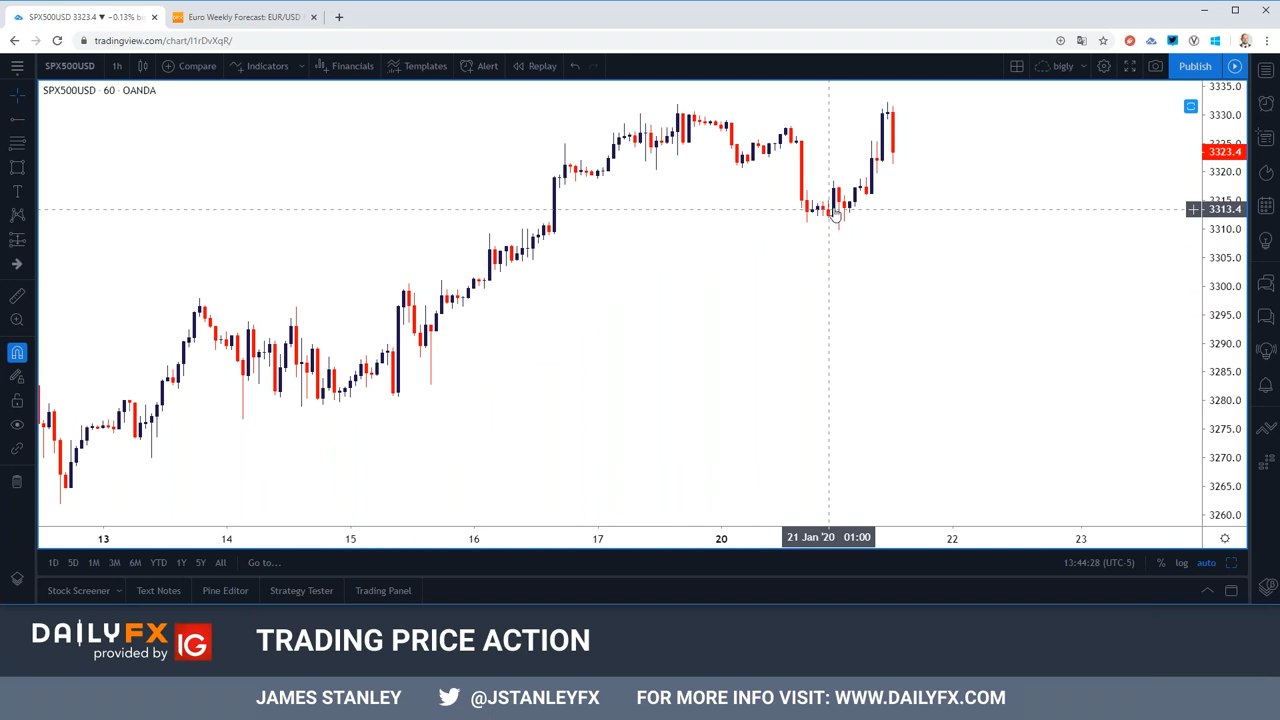 SPX500USD 3323.4 ▼ −0.13% bi
Euro Weekly Forecast: EUR/USD
tradingview.com/chart/I1rDvXqR/
SPX500USD 1h Compare Indicators Financials Templates Alert Replay bigly Publish
SPX500USD · 60 · OANDA
3335.0
3330.0
3323.4
3320.0
3313.4
3310.0
3305.0
3300.0
3295.0
3290.0
3285.0
3280.0
3275.0
3270.0
3265.0
3260.0
13 14 15 16 17 20 21 Jan '20 01:00 22 23
1D 5D 1M 3M 6M YTD 1Y 5Y All Go to... 13:44:28 (UTC-5) % log auto
Stock Screener Text Notes Pine Editor Strategy Tester Trading Panel
DAILYFX
provided by IG
TRADING PRICE ACTION
JAMES STANLEY @JSTANLEYFX FOR MORE INFO VISIT: WWW.DAILYFX.COM